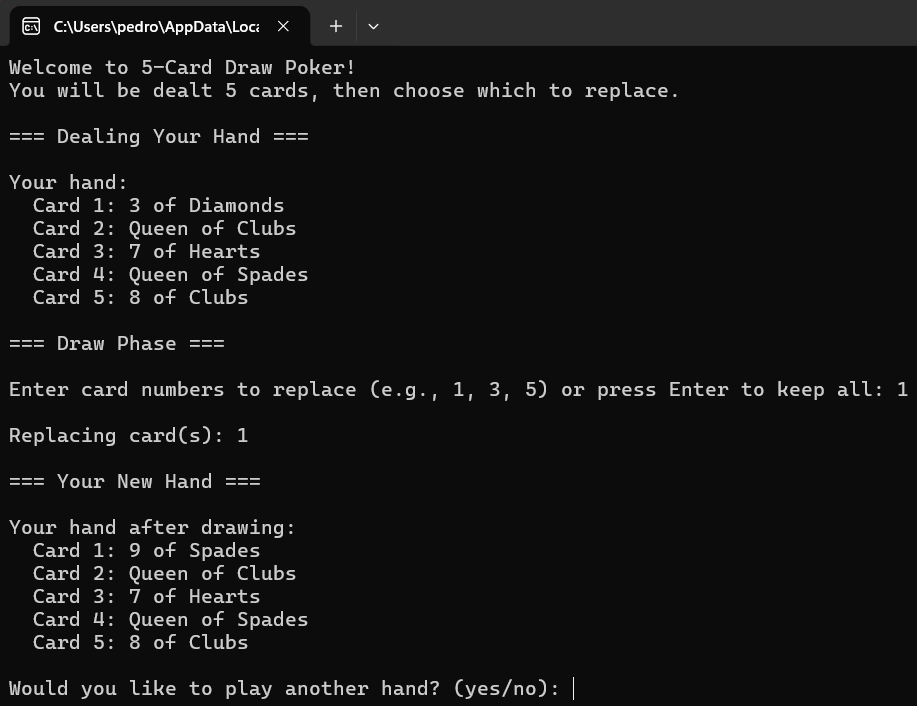 C:\Users\pedro\AppData\Loca
Welcome to 5-Card Draw Poker!
You will be dealt 5 cards, then choose which to replace.
=== Dealing Your Hand ===
Your hand:
Card 1: 3 of Diamonds
Card 2: Queen of Clubs
Card 3: 7 of Hearts
Card 4: Queen of Spades
Card 5: 8 of Clubs
=== Draw Phase ===
Enter card numbers to replace (e.g., 1, 3, 5) or press Enter to keep all: 1
Replacing card(s): 1
=== Your New Hand ===
Your hand after drawing:
Card 1: 9 of Spades
Card 2: Queen of Clubs
Card 3: 7 of Hearts
Card 4: Queen of Spades
Card 5: 8 of Clubs
Would you like to play another hand? (yes/no):